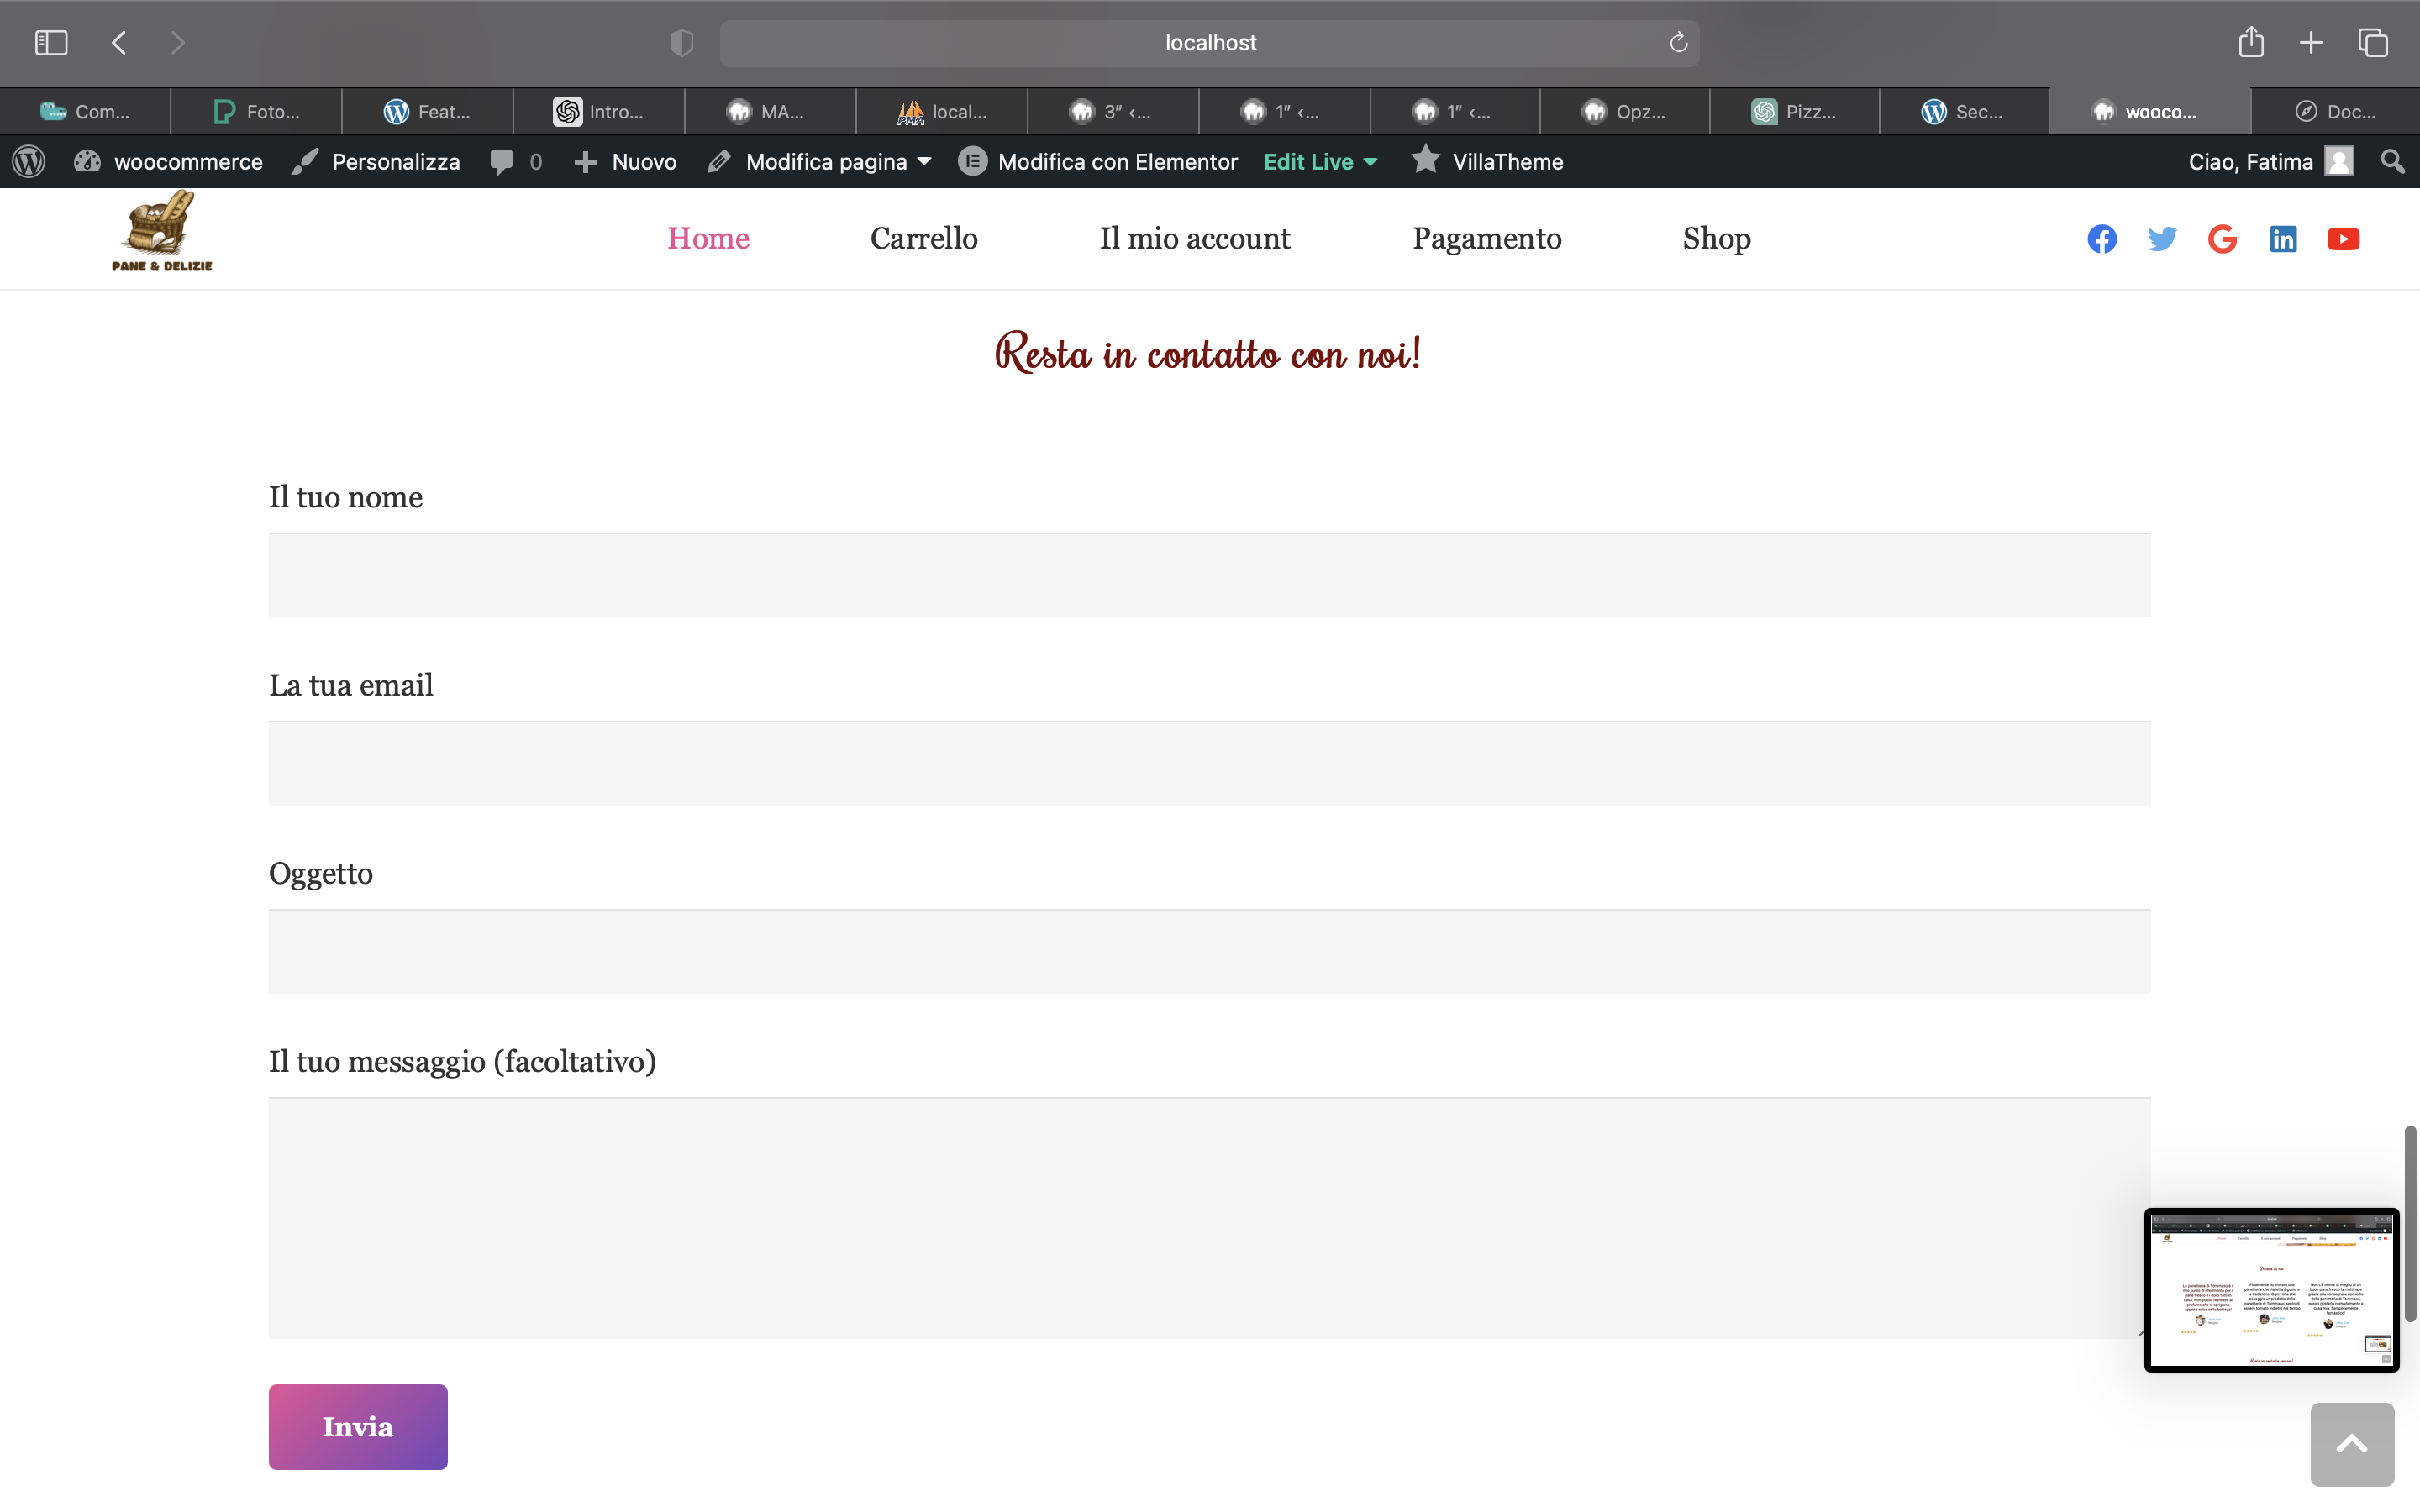 localhost
Com... Foto... Feat... Intro... MA... local... 3" ‹... 1" ‹... 1" ‹... Opz... Pizz... Sec... wooco... Doc...
woocommerce Personalizza 0 Nuovo Modifica pagina Modifica con Elementor Edit Live VillaTheme Ciao, Fatima
PANE & DELIZIE
Home Carrello Il mio account Pagamento Shop
Resta in contatto con noi!
Il tuo nome
La tua email
Oggetto
Il tuo messaggio (facoltativo)
Invia